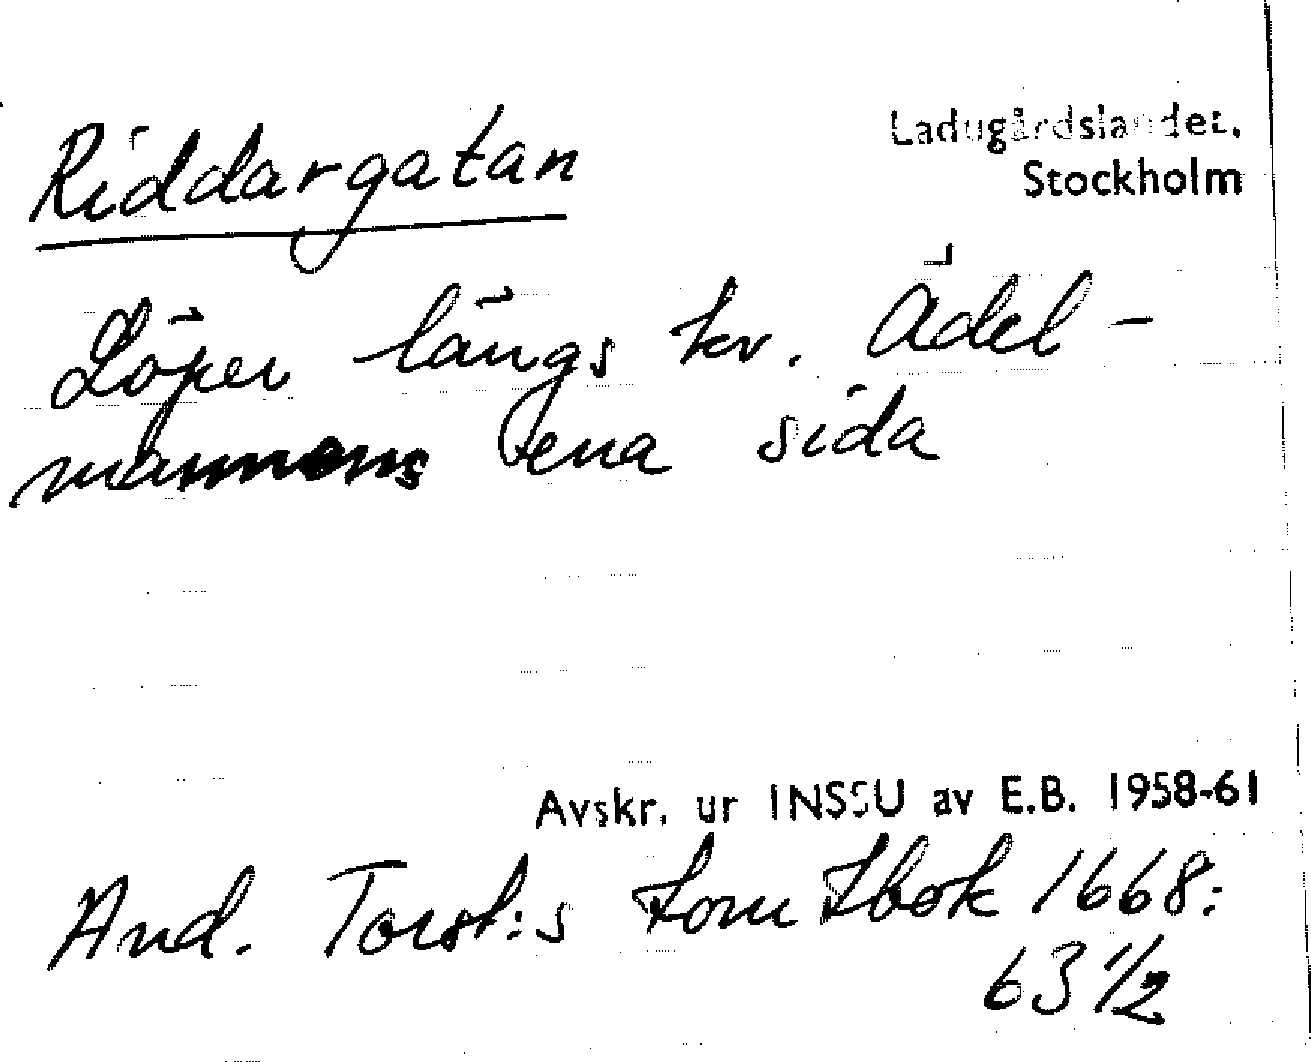 Riddargatan
Ladugårdslandet.
Stockholm
Löper längs kv. Ädel-
mannens ena sida
Avskr. ur INSSU av E.B. 1958-61
And. Torst:s tomtbok 1668:
63 1/2